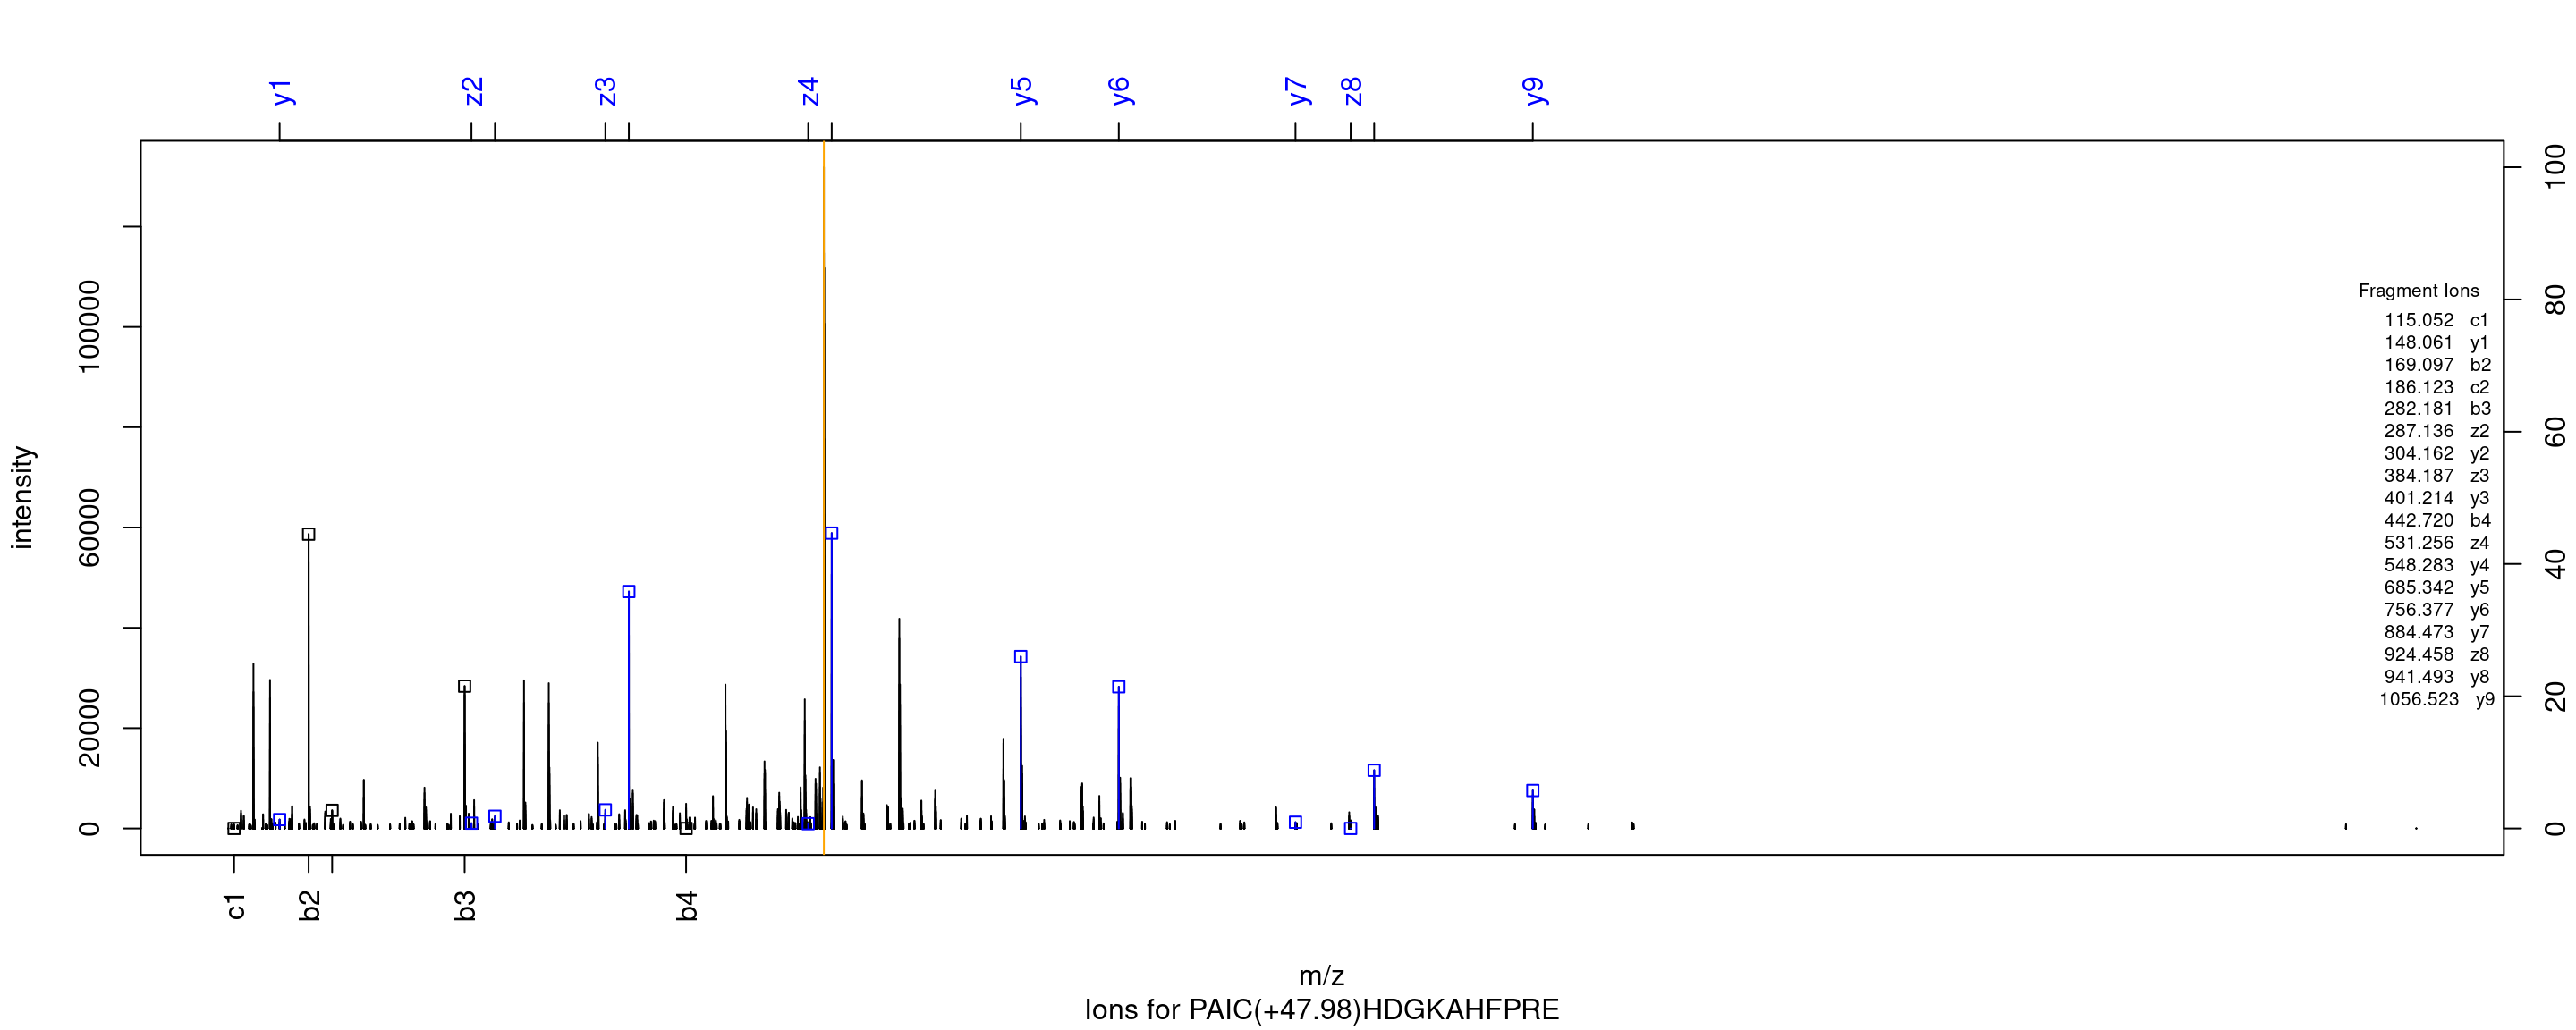 y1 z2 z3 z4 y5 y6 y7 z8 y9
intensity
0 20000 60000 100000
0 20 40 60 80 100
Fragment Ions
115.052 c1
148.061 y1
169.097 b2
186.123 c2
282.181 b3
287.136 z2
304.162 y2
384.187 z3
401.214 y3
442.720 b4
531.256 z4
548.283 y4
685.342 y5
756.377 y6
884.473 y7
924.458 z8
941.493 y8
1056.523 y9
c1 b2 b3 b4
m/z
Ions for PAIC(+47.98)HDGKAHFPRE